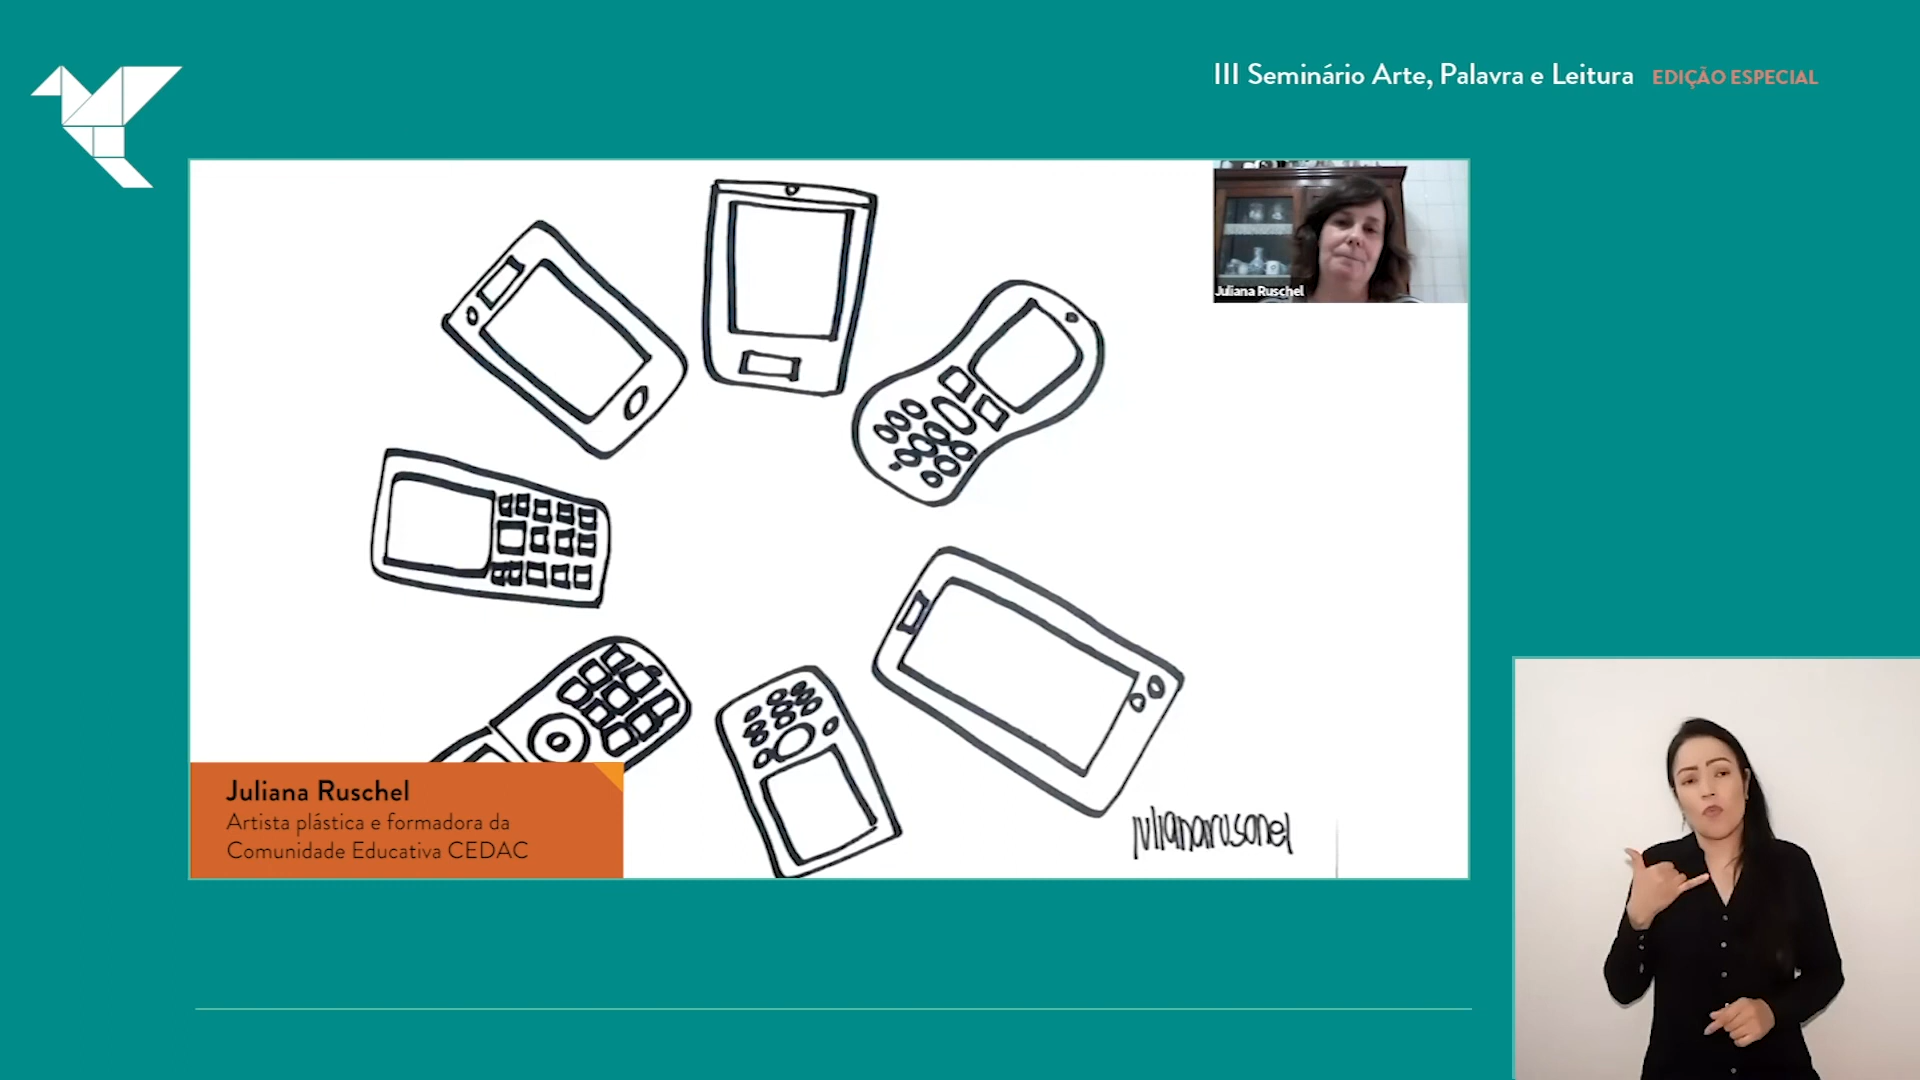 III Seminário Arte, Palavra e Leitura EDIÇÃO ESPECIAL
Juliana Ruschel
Juliana Ruschel
Artista plástica e formadora da
Comunidade Educativa CEDAC
julianaruschel